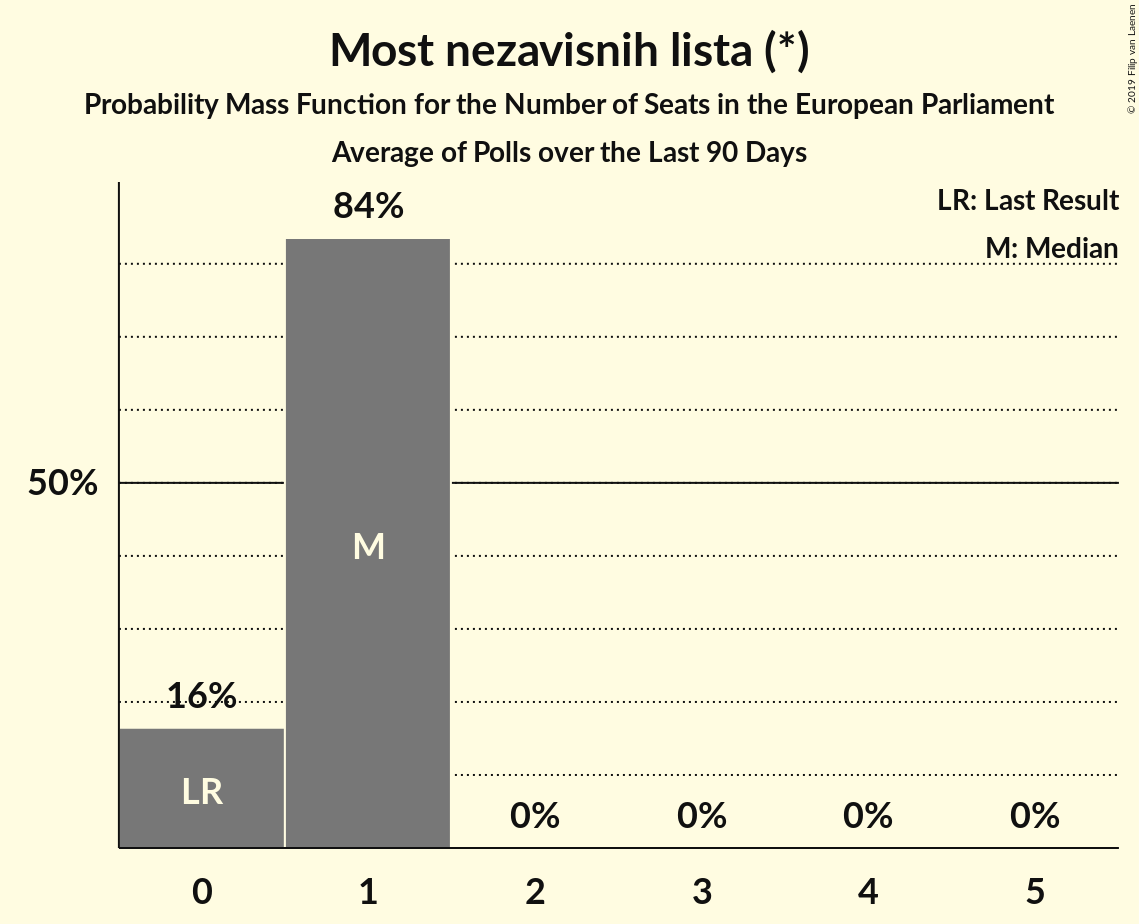 Most nezavisnih lista (*)
Probability Mass Function for the Number of Seats in the European Parliament
Average of Polls over the Last 90 Days
© 2019 Filip van Laenen
LR: Last Result
M: Median
84%
50%
M
16%
LR
0% 0% 0% 0%
0 1 2 3 4 5